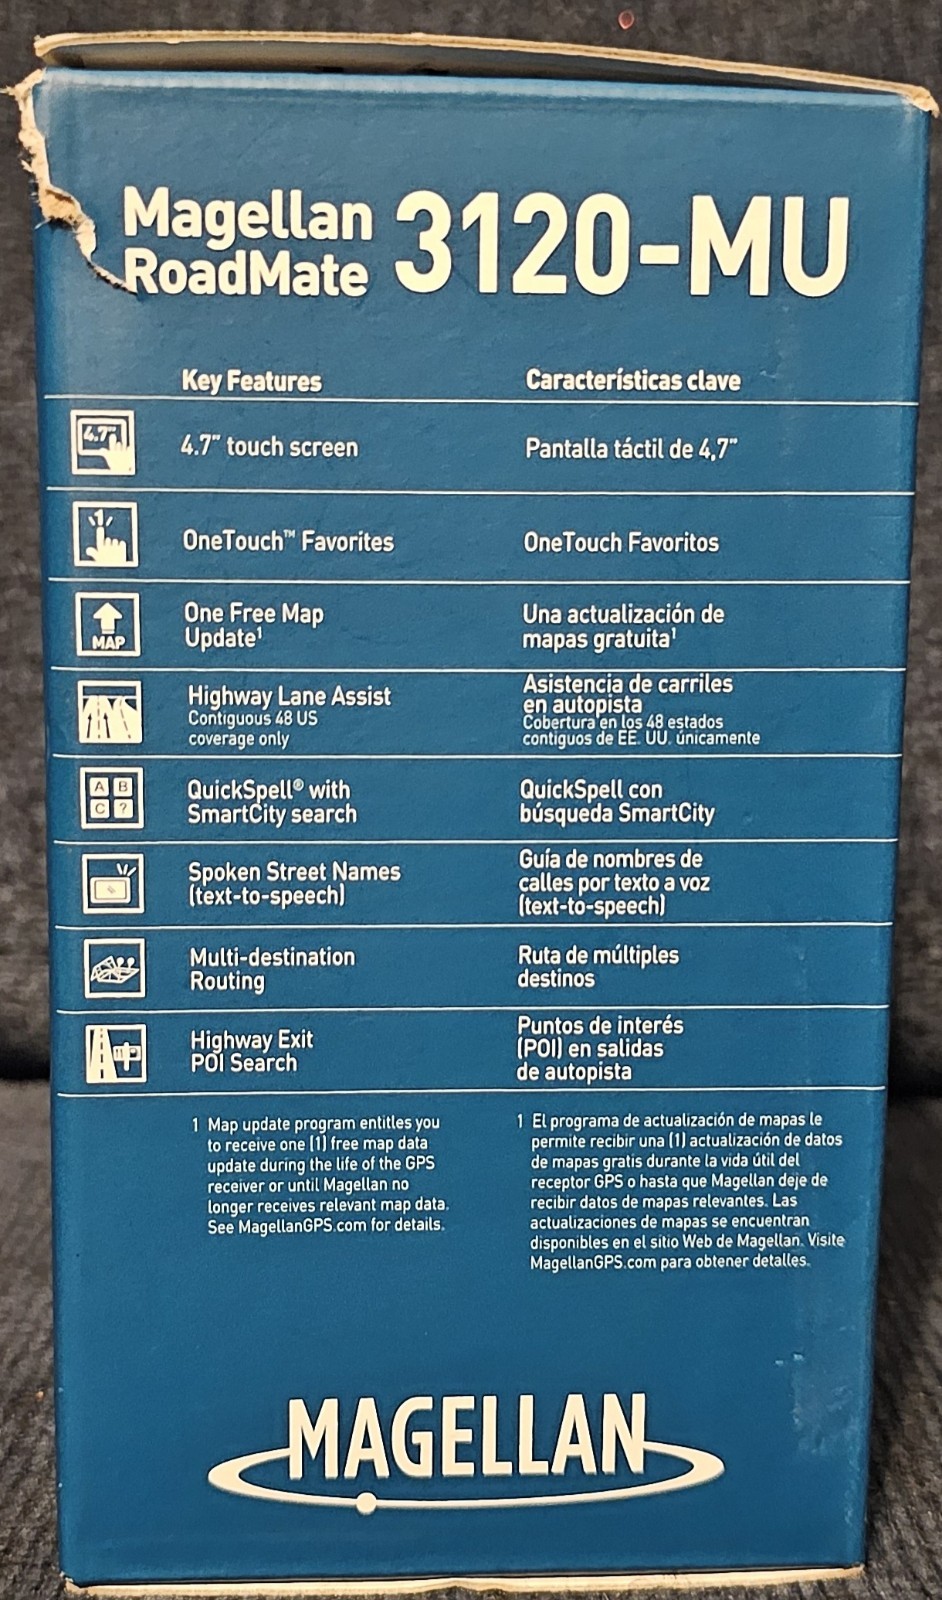 Magellan
RoadMate
3120-MU
Key Features
Características clave
4.7"
4.7" touch screen
Pantalla táctil de 4,7"
1
OneTouch™ Favorites
OneTouch Favoritos
MAP
One Free Map
Update¹
Una actualización de
mapas gratuita¹
Highway Lane Assist
Contiguous 48 US
coverage only
Asistencia de carriles
en autopista
Cobertura en los 48 estados
contiguos de EE. UU. únicamente
A B
C ?
QuickSpell® with
SmartCity search
QuickSpell con
búsqueda SmartCity
Spoken Street Names
(text-to-speech)
Guía de nombres de
calles por texto a voz
(text-to-speech)
Multi-destination
Routing
Ruta de múltiples
destinos
Highway Exit
POI Search
Puntos de interés
(POI) en salidas
de autopista
1 Map update program entitles you
to receive one (1) free map data
update during the life of the GPS
receiver or until Magellan no
longer receives relevant map data.
See MagellanGPS.com for details.
1 El programa de actualización de mapas le
permite recibir una (1) actualización de datos
de mapas gratis durante la vida útil del
receptor GPS o hasta que Magellan deje de
recibir datos de mapas relevantes. Las
actualizaciones de mapas se encuentran
disponibles en el sitio Web de Magellan. Visite
MagellanGPS.com para obtener detalles.
MAGELLAN